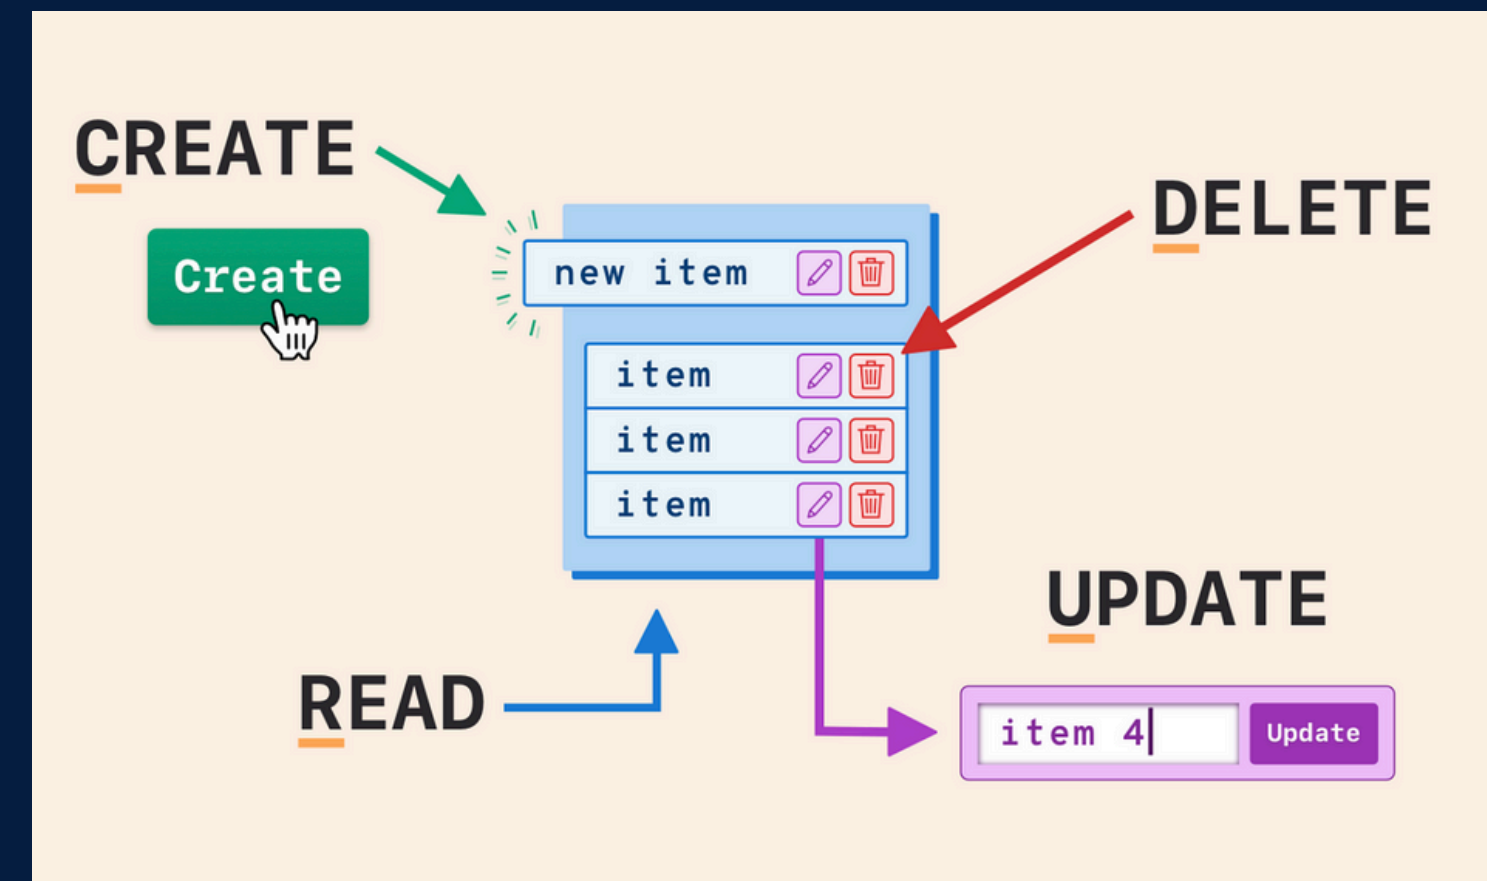 CREATE
Create
new item
DELETE
item
item
item
UPDATE
READ
item 4
Update